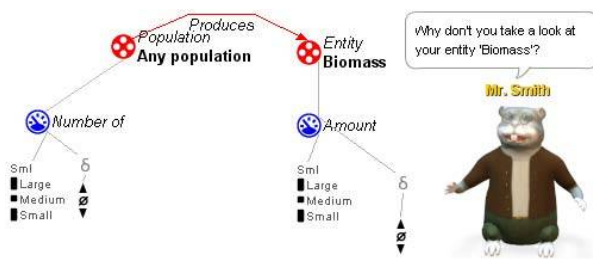 Produces
Population
Any population
Entity
Biomass
Number of
δ
Sml
Large
Medium
Small
ø
Amount
δ
Sml
Large
Medium
Small
ø
Why don't you take a look at
your entity 'Biomass'?
Mr. Smith